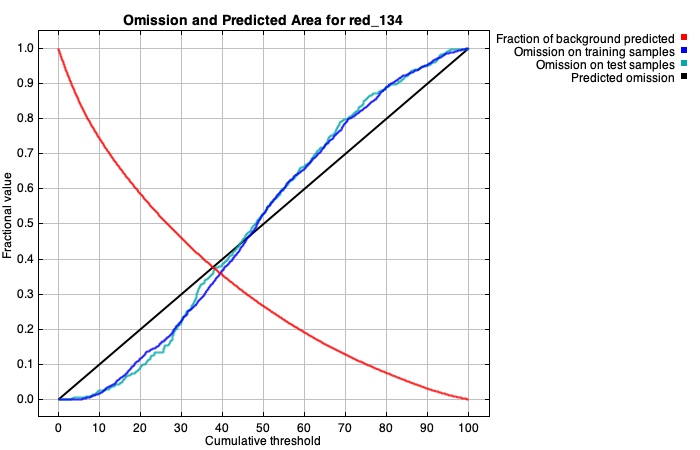 Omission and Predicted Area for red_134
Fraction of background predicted
Omission on training samples
Omission on test samples
Predicted omission
Fractional value
1.0
0.9
0.8
0.7
0.6
0.5
0.4
0.3
0.2
0.1
0.0
0 10 20 30 40 50 60 70 80 90 100
Cumulative threshold